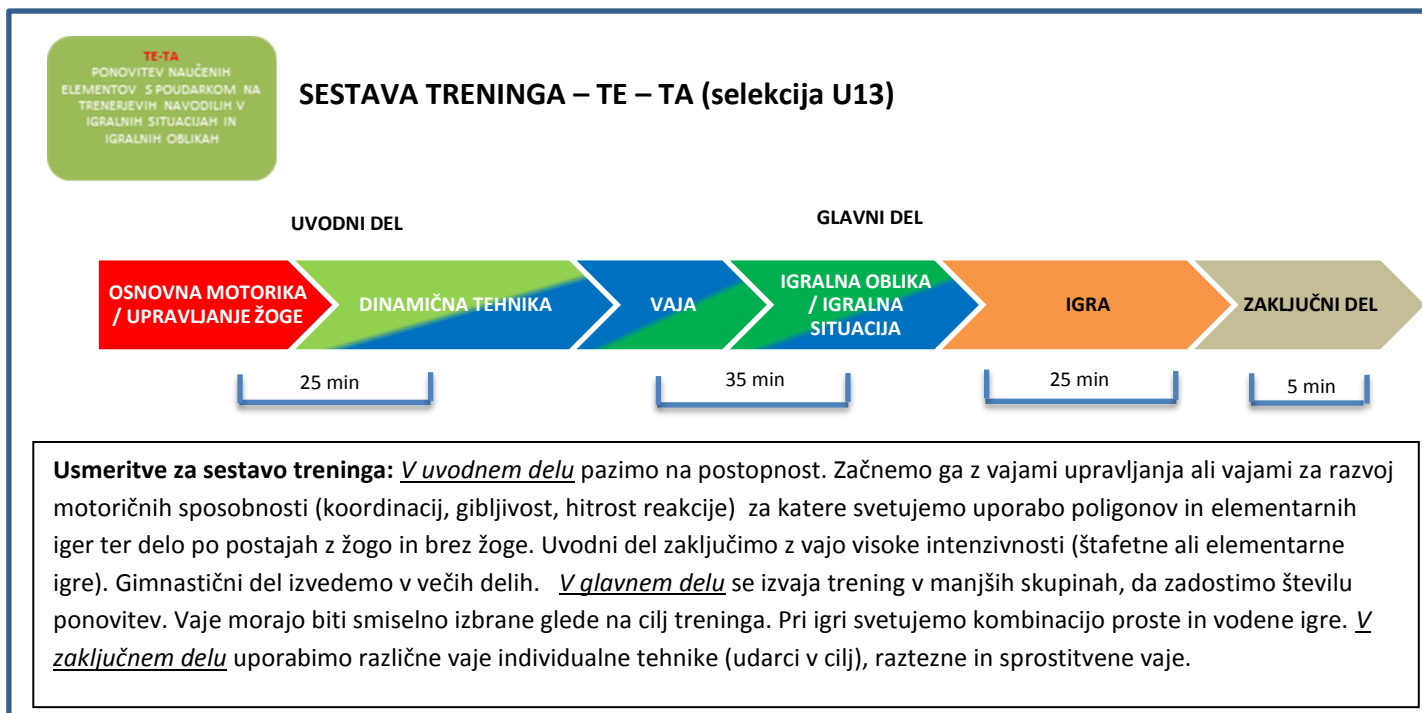 TE-TA
PONOVITEV NAUČENIH
ELEMENTOV S POUDARKOM NA
TRENERJEVIH NAVODILIH V
IGRALNIH SITUACIJAH IN
IGRALNIH OBLIKAH
SESTAVA TRENINGA – TE – TA (selekcija U13)
UVODNI DEL
GLAVNI DEL
OSNOVNA MOTORIKA
/ UPRAVLJANJE ŽOGE
DINAMIČNA TEHNIKA
VAJA
IGRALNA OBLIKA
/ IGRALNA
SITUACIJA
IGRA
ZAKLJUČNI DEL
25 min
35 min
25 min
5 min
Usmeritve za sestavo treninga: V uvodnem delu pazimo na postopnost. Začnemo ga z vajami upravljanja ali vajami za razvoj
motoričnih sposobnosti (koordinacij, gibljivost, hitrost reakcije) za katere svetujemo uporabo poligonov in elementarnih
iger ter delo po postajah z žogo in brez žoge. Uvodni del zaključimo z vajo visoke intenzivnosti (štafetne ali elementarne
igre). Gimnastični del izvedemo v večih delih. V glavnem delu se izvaja trening v manjših skupinah, da zadostimo številu
ponovitev. Vaje morajo biti smiselno izbrane glede na cilj treninga. Pri igri svetujemo kombinacijo proste in vodene igre. V
zaključnem delu uporabimo različne vaje individualne tehnike (udarci v cilj), raztezne in sprostitvene vaje.